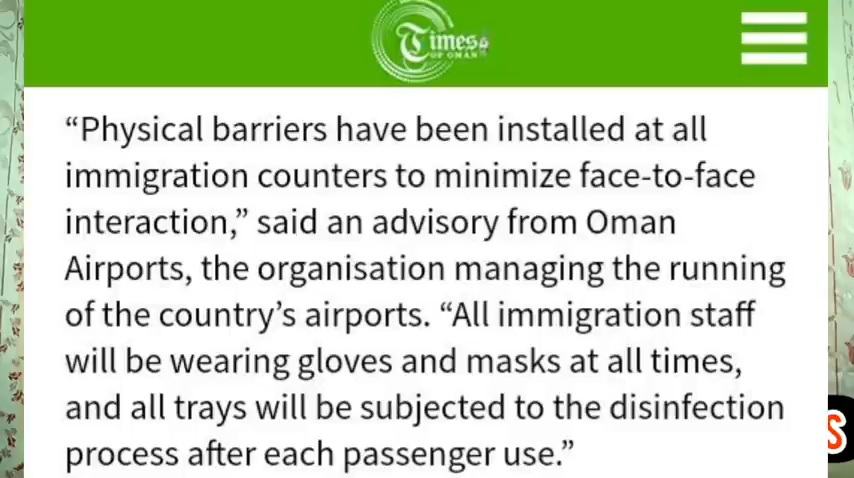 Times
OF OMAN
“Physical barriers have been installed at all
immigration counters to minimize face-to-face
interaction,” said an advisory from Oman
Airports, the organisation managing the running
of the country’s airports. “All immigration staff
will be wearing gloves and masks at all times,
and all trays will be subjected to the disinfection
process after each passenger use.”
S